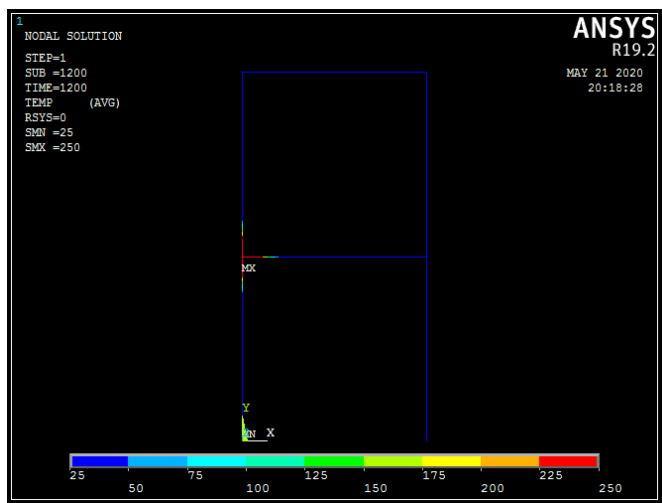 1
NODAL SOLUTION
STEP=1
SUB =1200
TIME=1200
TEMP (AVG)
RSYS=0
SMN =25
SMX =250
ANSYS
R19.2
MAY 21 2020
20:18:28
MX
Y
MN X
25 75 125 175 225
50 100 150 200 250